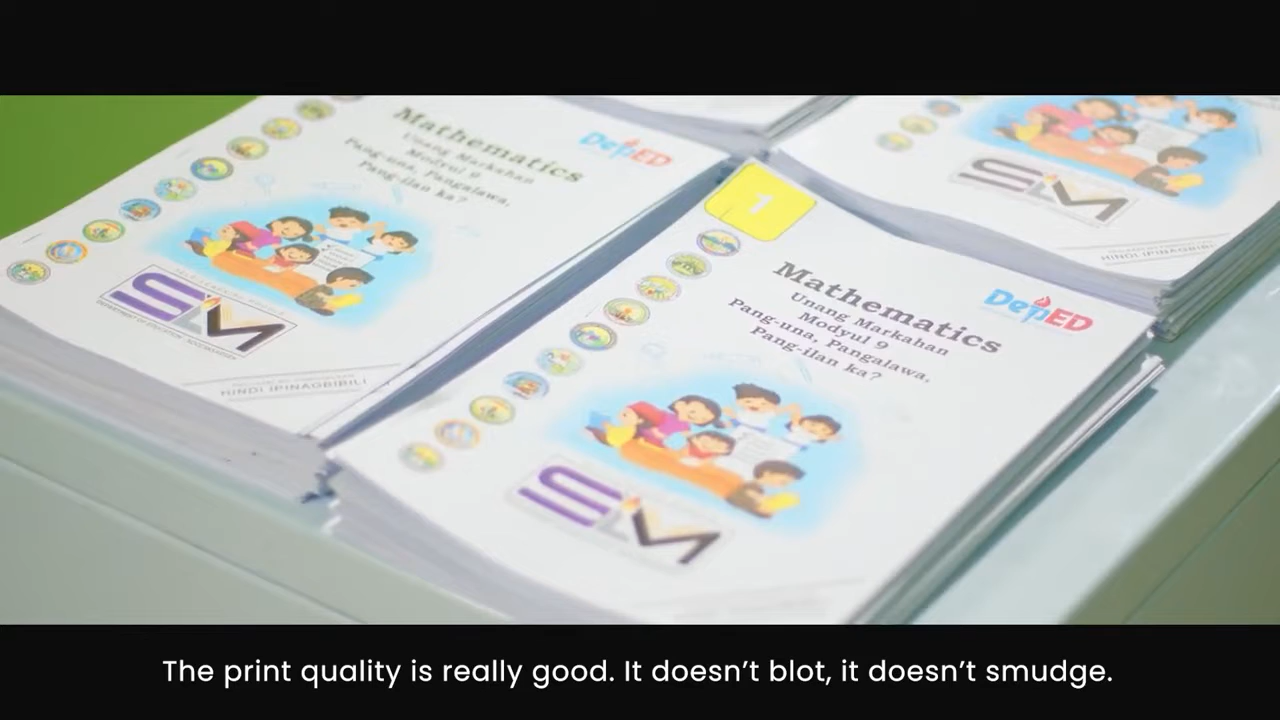 Mathematics
Unang Markahan
Modyul 9
Pang-una, Pangalawa,
Pang-ilan ka?
DepED
SLM
HINDI IPINAGBIBILI
1
Mathematics
Unang Markahan
Modyul 9
Pang-una, Pangalawa,
Pang-ilan ka?
DepED
SLM
SLM
HINDI IPINAGBIBILI
The print quality is really good. It doesn’t blot, it doesn’t smudge.